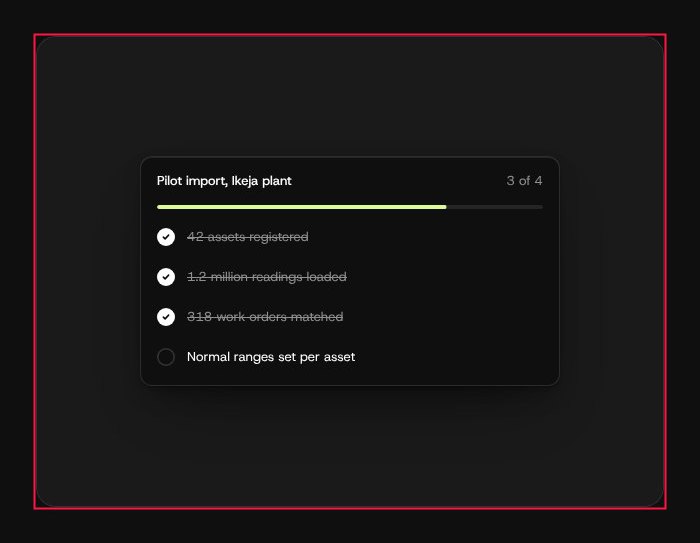 Pilot import, Ikeja plant
3 of 4
42 assets registered
1.2 million readings loaded
318 work orders matched
Normal ranges set per asset